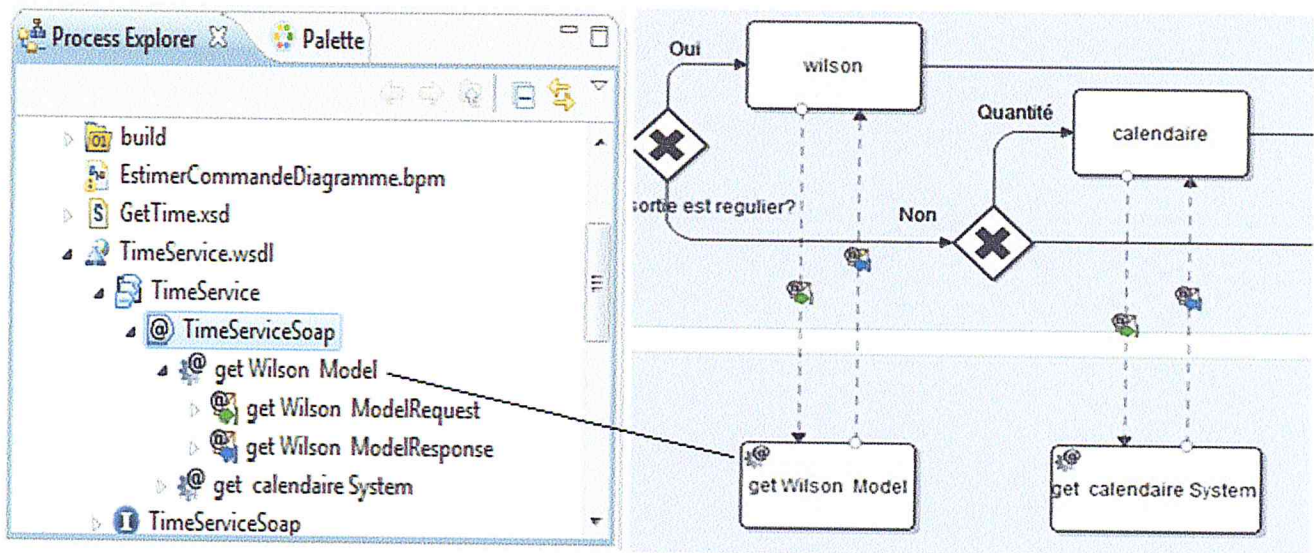 Process Explorer
Palette
build
EstimerCommandeDiagramme.bpm
GetTime.xsd
TimeService.wsdl
TimeService
TimeServiceSoap
get Wilson Model
get Wilson ModelRequest
get Wilson ModelResponse
get calendaire System
TimeServiceSoap
Oui
wilson
Quantité
calendaire
sortie est regulier?
Non
get Wilson Model
get calendaire System